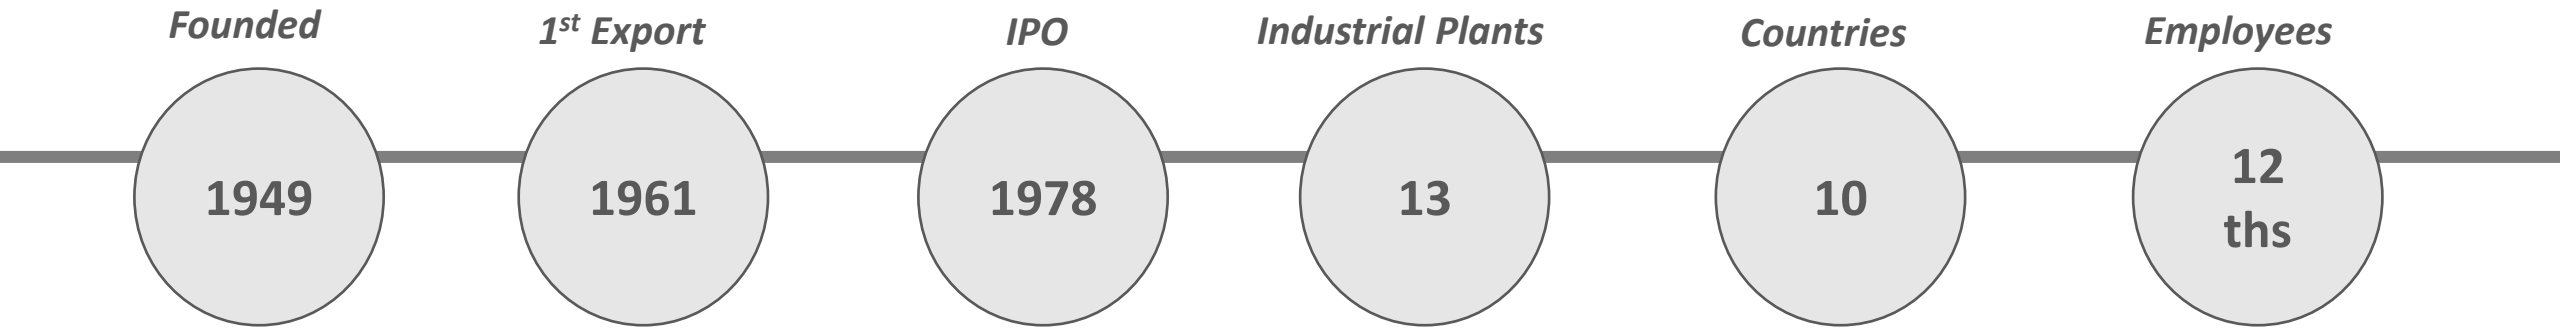 Founded
1949
1st Export
1961
IPO
1978
Industrial Plants
13
Countries
10
Employees
12
ths